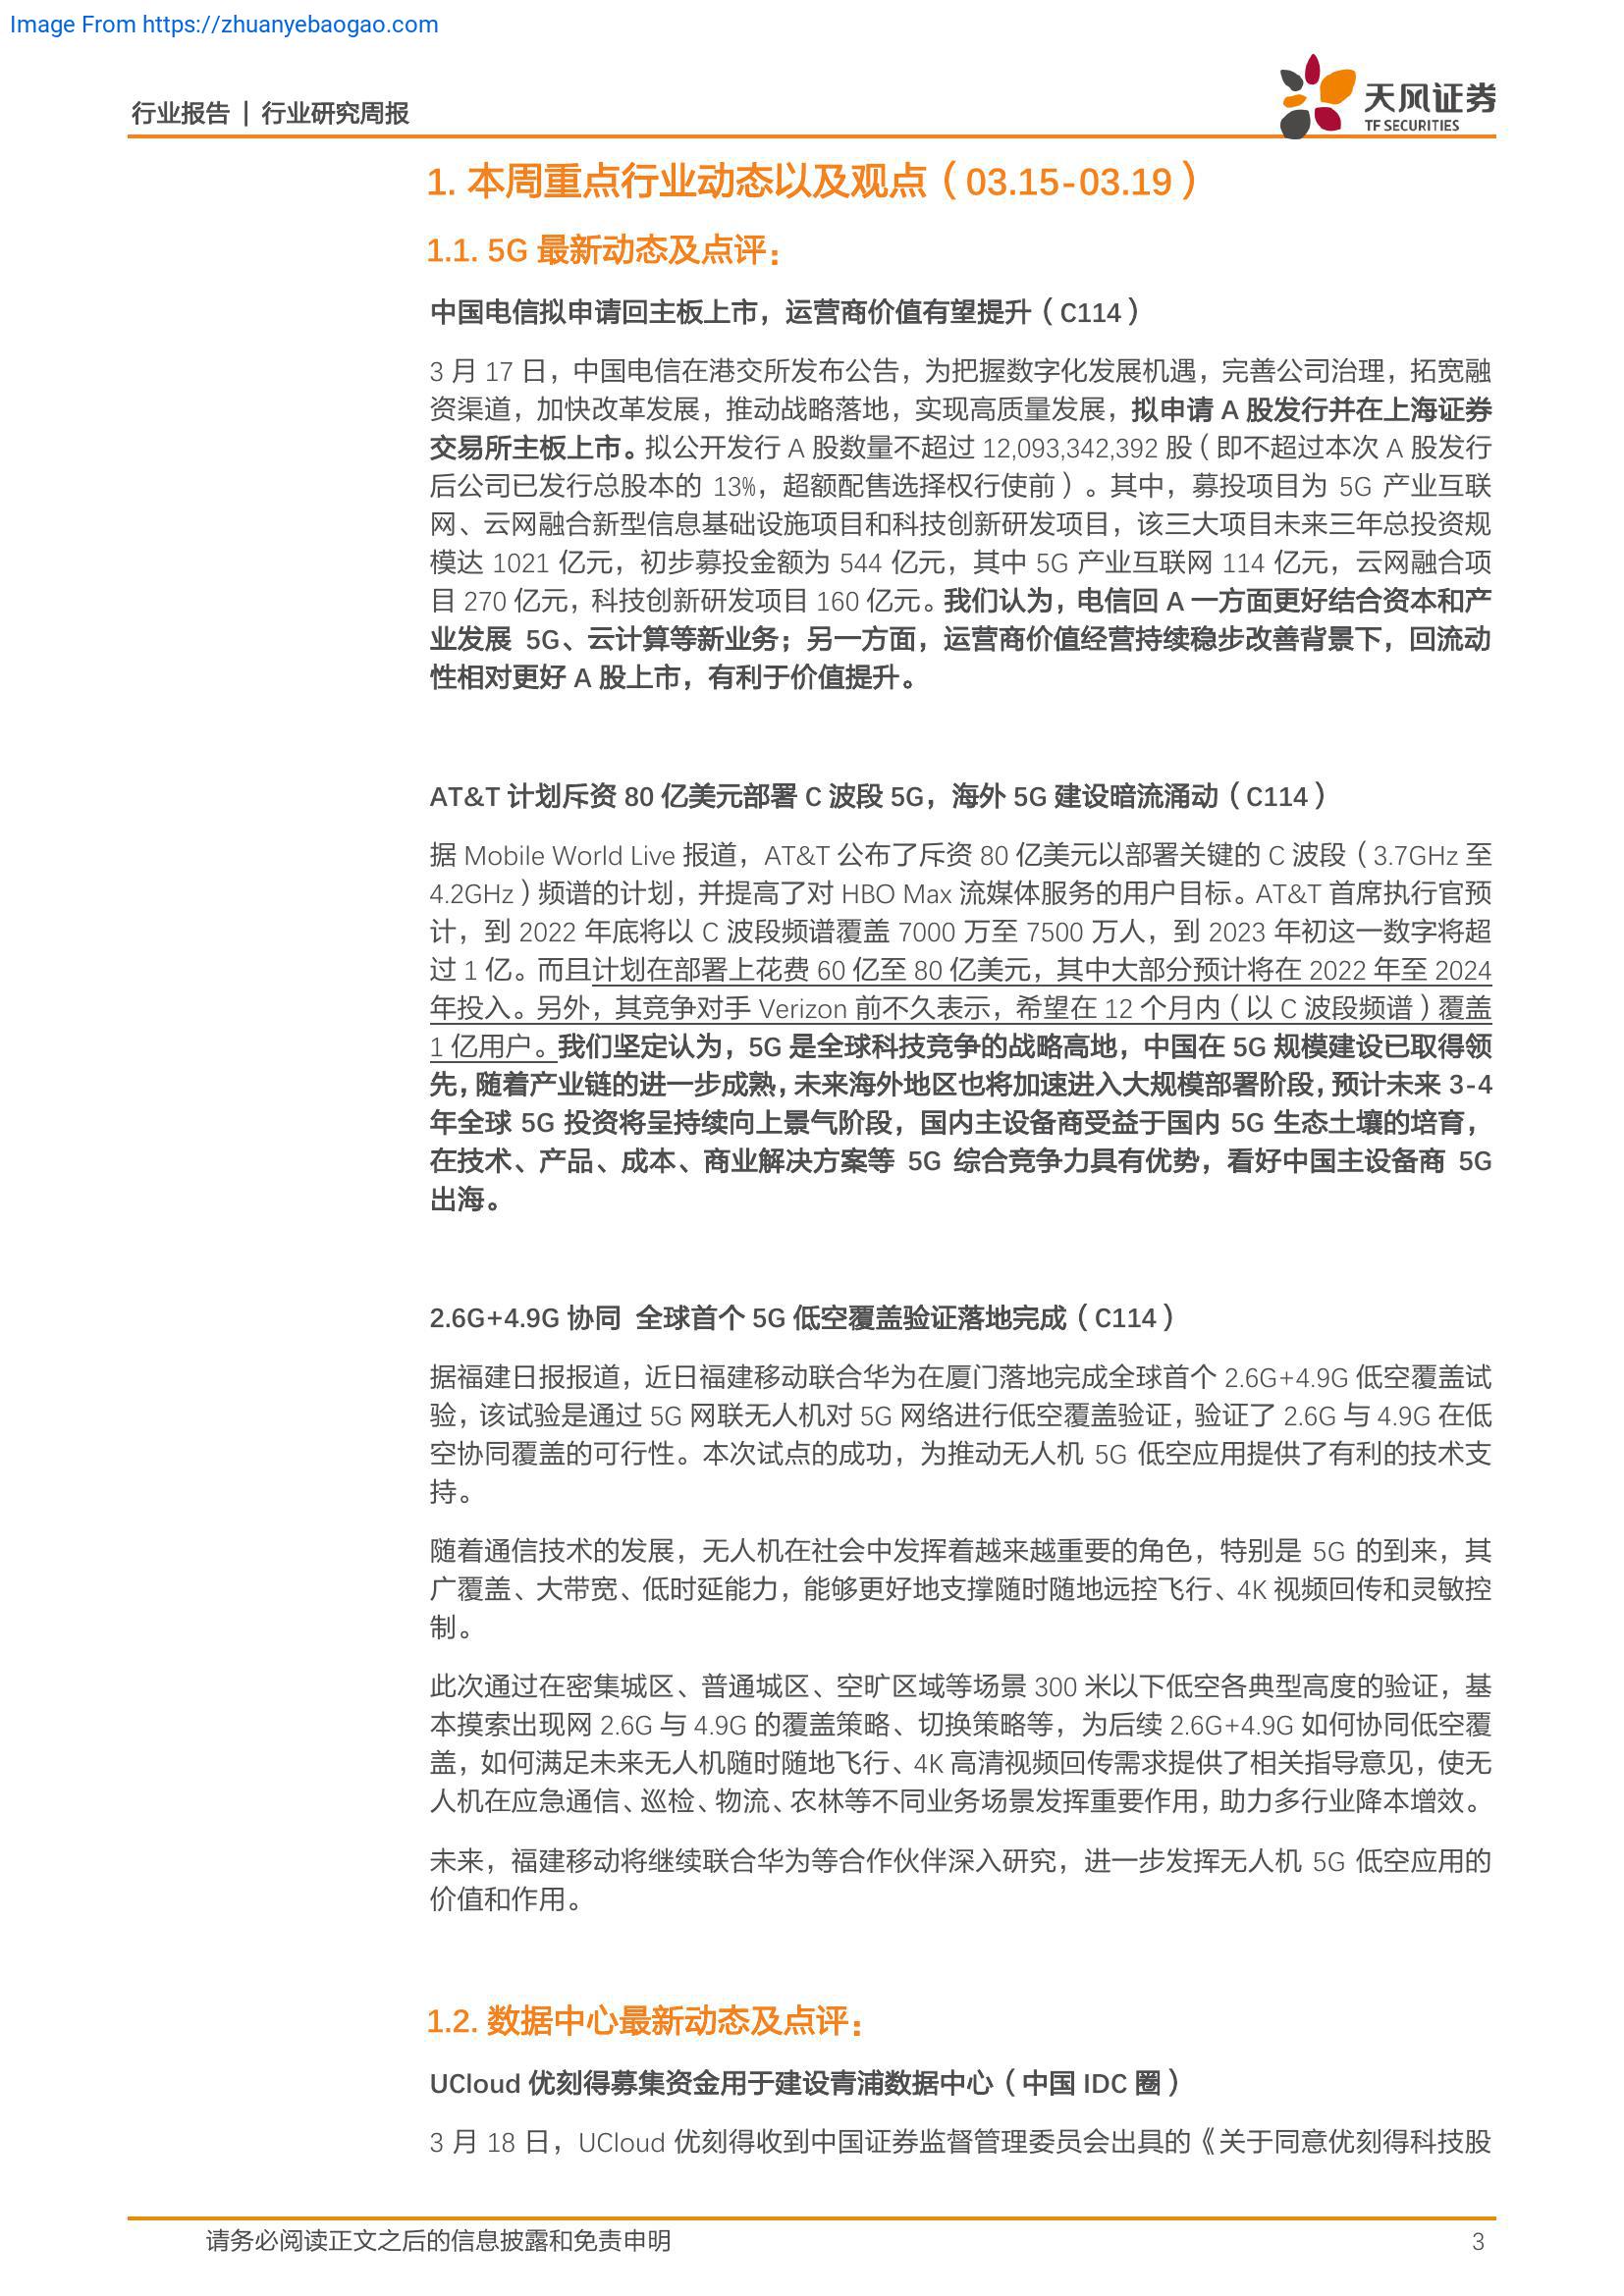 Image From https://zhuanyebaogao.com
行业报告 | 行业研究周报
天风证券
TF SECURITIES
1. 本周重点行业动态以及观点（03.15-03.19）
1.1. 5G 最新动态及点评：
中国电信拟申请回主板上市，运营商价值有望提升（C114）
3 月 17 日，中国电信在港交所发布公告，为把握数字化发展机遇，完善公司治理，拓宽融
资渠道，加快改革发展，推动战略落地，实现高质量发展，拟申请 A 股发行并在上海证券
交易所主板上市。拟公开发行 A 股数量不超过 12,093,342,392 股（即不超过本次 A 股发行
后公司已发行总股本的 13%，超额配售选择权行使前）。其中，募投项目为 5G 产业互联
网、云网融合新型信息基础设施项目和科技创新研发项目，该三大项目未来三年总投资规
模达 1021 亿元，初步募投金额为 544 亿元，其中 5G 产业互联网 114 亿元，云网融合项
目 270 亿元，科技创新研发项目 160 亿元。我们认为，电信回 A 一方面更好结合资本和产
业发展 5G、云计算等新业务；另一方面，运营商价值经营持续稳步改善背景下，回流动
性相对更好 A 股上市，有利于价值提升。
AT&T 计划斥资 80 亿美元部署 C 波段 5G，海外 5G 建设暗流涌动（C114）
据 Mobile World Live 报道，AT&T 公布了斥资 80 亿美元以部署关键的 C 波段（3.7GHz 至
4.2GHz）频谱的计划，并提高了对 HBO Max 流媒体服务的用户目标。AT&T 首席执行官预
计，到 2022 年底将以 C 波段频谱覆盖 7000 万至 7500 万人，到 2023 年初这一数字将超
过 1 亿。而且计划在部署上花费 60 亿至 80 亿美元，其中大部分预计将在 2022 年至 2024
年投入。另外，其竞争对手 Verizon 前不久表示，希望在 12 个月内（以 C 波段频谱）覆盖
1 亿用户。我们坚定认为，5G 是全球科技竞争的战略高地，中国在 5G 规模建设已取得领
先，随着产业链的进一步成熟，未来海外地区也将加速进入大规模部署阶段，预计未来 3-4
年全球 5G 投资将呈持续向上景气阶段，国内主设备商受益于国内 5G 生态土壤的培育，
在技术、产品、成本、商业解决方案等 5G 综合竞争力具有优势，看好中国主设备商 5G
出海。
2.6G+4.9G 协同 全球首个 5G 低空覆盖验证落地完成（C114）
据福建日报报道，近日福建移动联合华为在厦门落地完成全球首个 2.6G+4.9G 低空覆盖试
验，该试验是通过 5G 网联无人机对 5G 网络进行低空覆盖验证，验证了 2.6G 与 4.9G 在低
空协同覆盖的可行性。本次试点的成功，为推动无人机 5G 低空应用提供了有利的技术支
持。
随着通信技术的发展，无人机在社会中发挥着越来越重要的角色，特别是 5G 的到来，其
广覆盖、大带宽、低时延能力，能够更好地支撑随时随地远控飞行、4K 视频回传和灵敏控
制。
此次通过在密集城区、普通城区、空旷区域等场景 300 米以下低空各典型高度的验证，基
本摸索出现网 2.6G 与 4.9G 的覆盖策略、切换策略等，为后续 2.6G+4.9G 如何协同低空覆
盖，如何满足未来无人机随时随地飞行、4K 高清视频回传需求提供了相关指导意见，使无
人机在应急通信、巡检、物流、农林等不同业务场景发挥重要作用，助力多行业降本增效。
未来，福建移动将继续联合华为等合作伙伴深入研究，进一步发挥无人机 5G 低空应用的
价值和作用。
1.2. 数据中心最新动态及点评：
UCloud 优刻得募集资金用于建设青浦数据中心（中国 IDC 圈）
3 月 18 日，UCloud 优刻得收到中国证券监督管理委员会出具的《关于同意优刻得科技股
请务必阅读正文之后的信息披露和免责申明
3